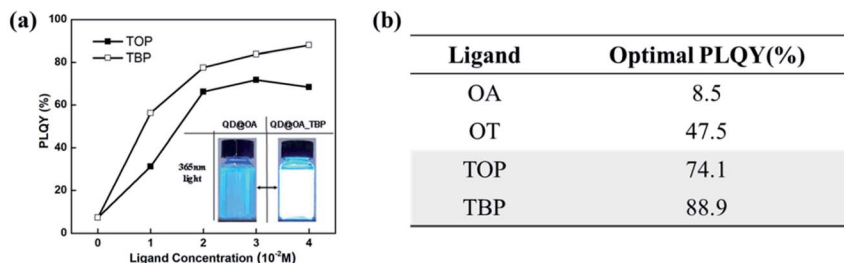 (a)
100
80
60
40
20
0
PLQY (%)
TOP
TBP
QD@OA QD@OA_TBP
365nm
light
0 1 2 3 4
Ligand Concentration (10⁻²M)
(b)
Ligand Optimal PLQY(%)
OA 8.5
OT 47.5
TOP 74.1
TBP 88.9